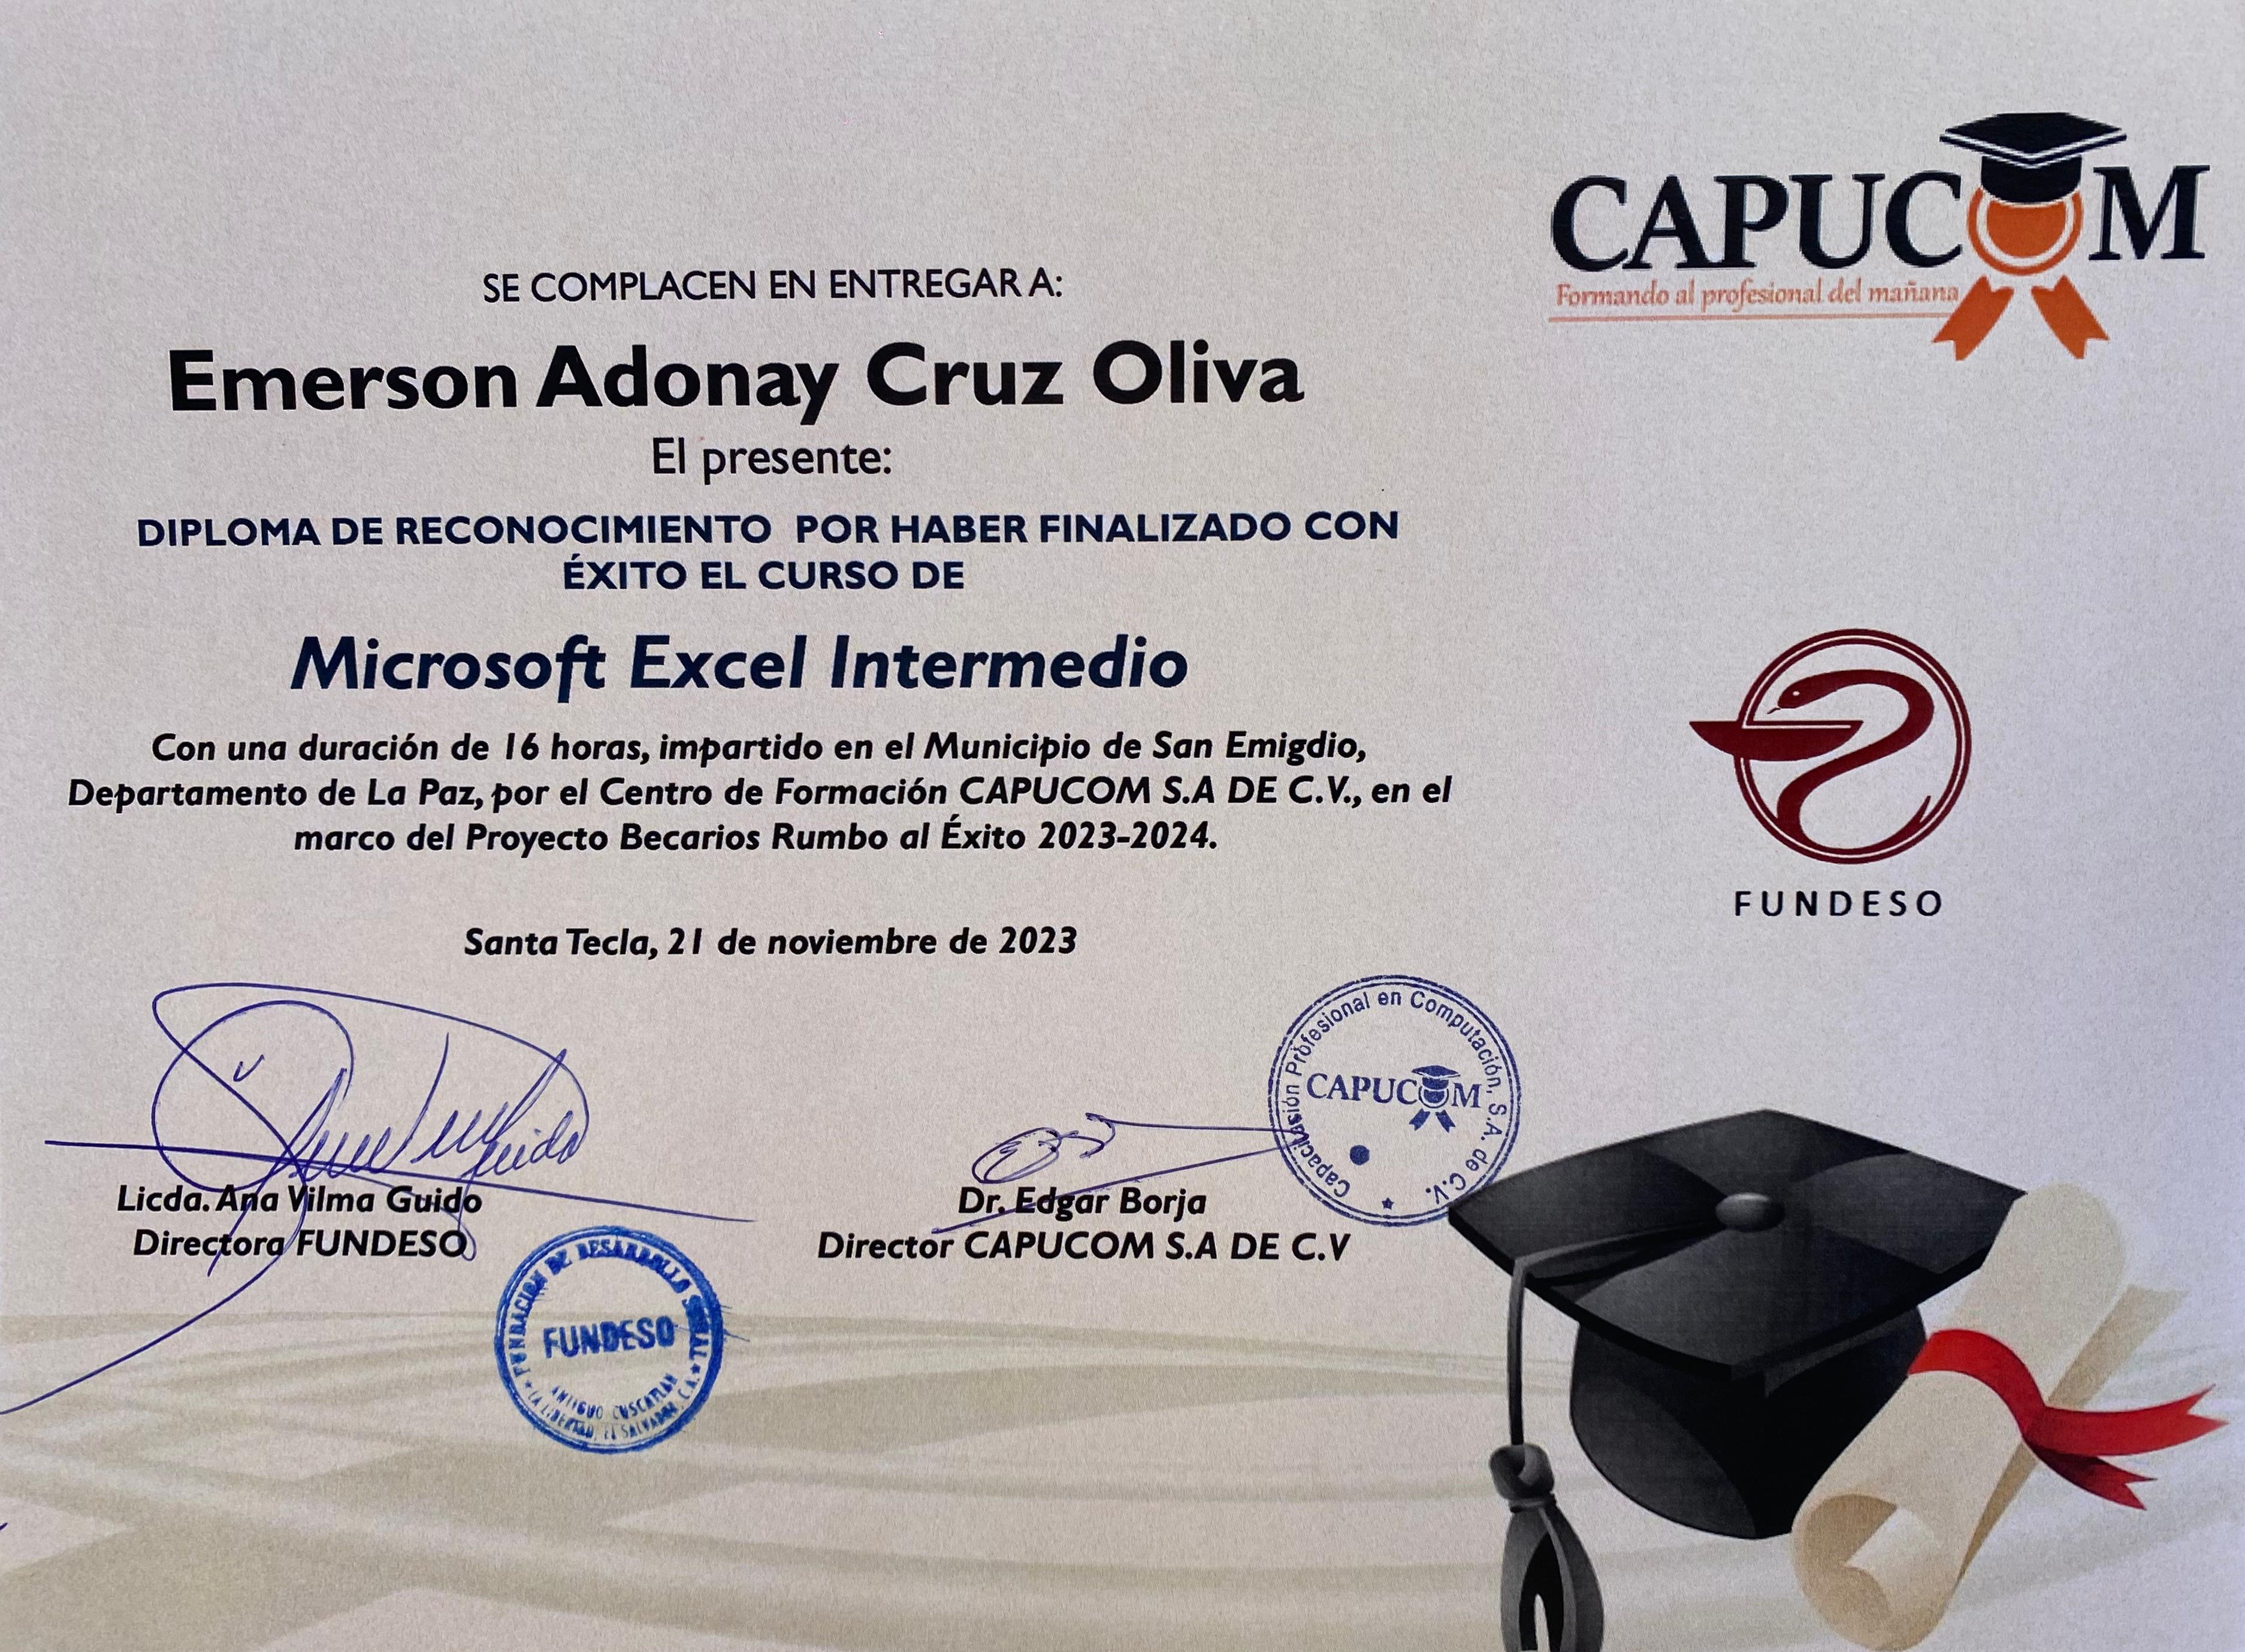 CAPUCOM
Formando al profesional del mañana
SE COMPLACEN EN ENTREGAR A:
Emerson Adonay Cruz Oliva
El presente:
DIPLOMA DE RECONOCIMIENTO POR HABER FINALIZADO CON
ÉXITO EL CURSO DE
Microsoft Excel Intermedio
Con una duración de 16 horas, impartido en el Municipio de San Emigdio,
Departamento de La Paz, por el Centro de Formación CAPUCOM S.A DE C.V., en el
marco del Proyecto Becarios Rumbo al Éxito 2023-2024.
FUNDESO
Santa Tecla, 21 de noviembre de 2023
Capacitación Profesional en Computación, S.A. de C.V.
CAPUCOM
Licda. Ana Vilma Guido
Directora FUNDESO
Dr. Edgar Borja
Director CAPUCOM S.A DE C.V
FUNDACION DE DESARROLLO
FUNDESO
ANTIGUO CUSCATLAN
LA LIBERTAD, EL SALVADOR, C.A.